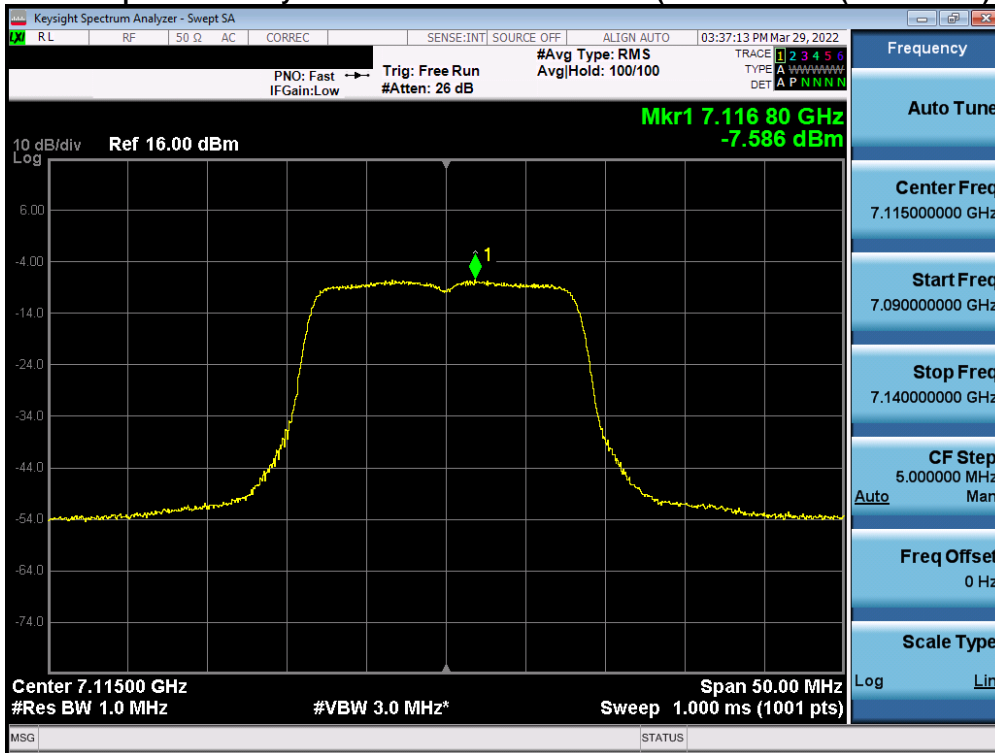 Keysight Spectrum Analyzer - Swept SA
LXI RL RF 50 Ω AC CORREC SENSE:INT SOURCE OFF ALIGN AUTO 03:37:13 PM Mar 29, 2022
PNO: Fast
IFGain:Low
Trig: Free Run
#Atten: 26 dB
#Avg Type: RMS
Avg|Hold: 100/100
TRACE 1 2 3 4 5 6
TYPE A WWWWW
DET A P N N N N
Mkr1 7.116 80 GHz
-7.586 dBm
10 dB/div Ref 16.00 dBm
Log
6.00
-4.00
-14.0
-24.0
-34.0
-44.0
-54.0
-64.0
-74.0
1
Center 7.11500 GHz
#Res BW 1.0 MHz
#VBW 3.0 MHz*
Span 50.00 MHz
Sweep 1.000 ms (1001 pts)
MSG STATUS
Frequency
Auto Tune
Center Freq
7.115000000 GHz
Start Freq
7.090000000 GHz
Stop Freq
7.140000000 GHz
CF Step
5.000000 MHz
Auto Man
Freq Offset
0 Hz
Scale Type
Log Lin